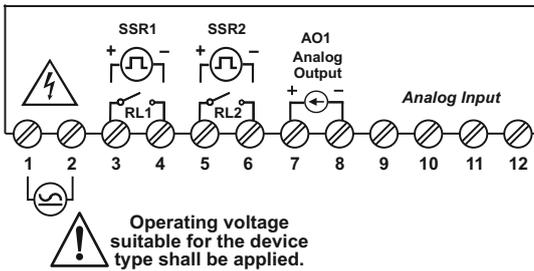 SSR1 SSR2 AO1
Analog
Output
+ − + − + −
Analog Input
RL1 RL2
1 2 3 4 5 6 7 8 9 10 11 12
Operating voltage
suitable for the device
type shall be applied.